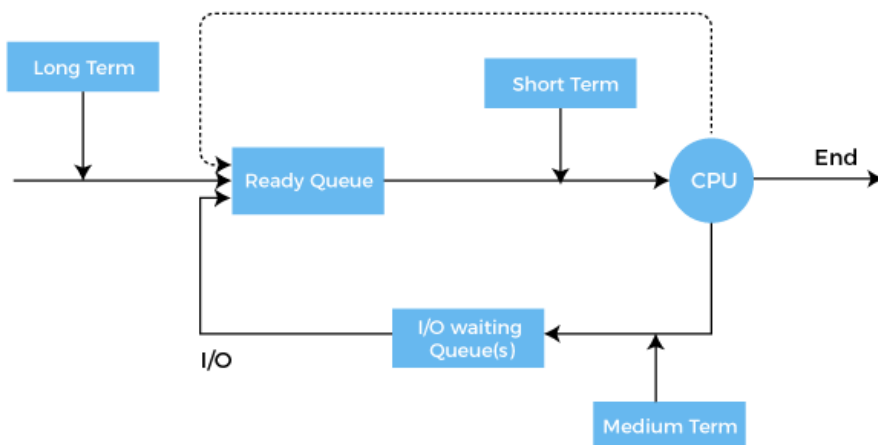 Long Term
Short Term
End
Ready Queue
CPU
I/O waiting
Queue(s)
I/O
Medium Term